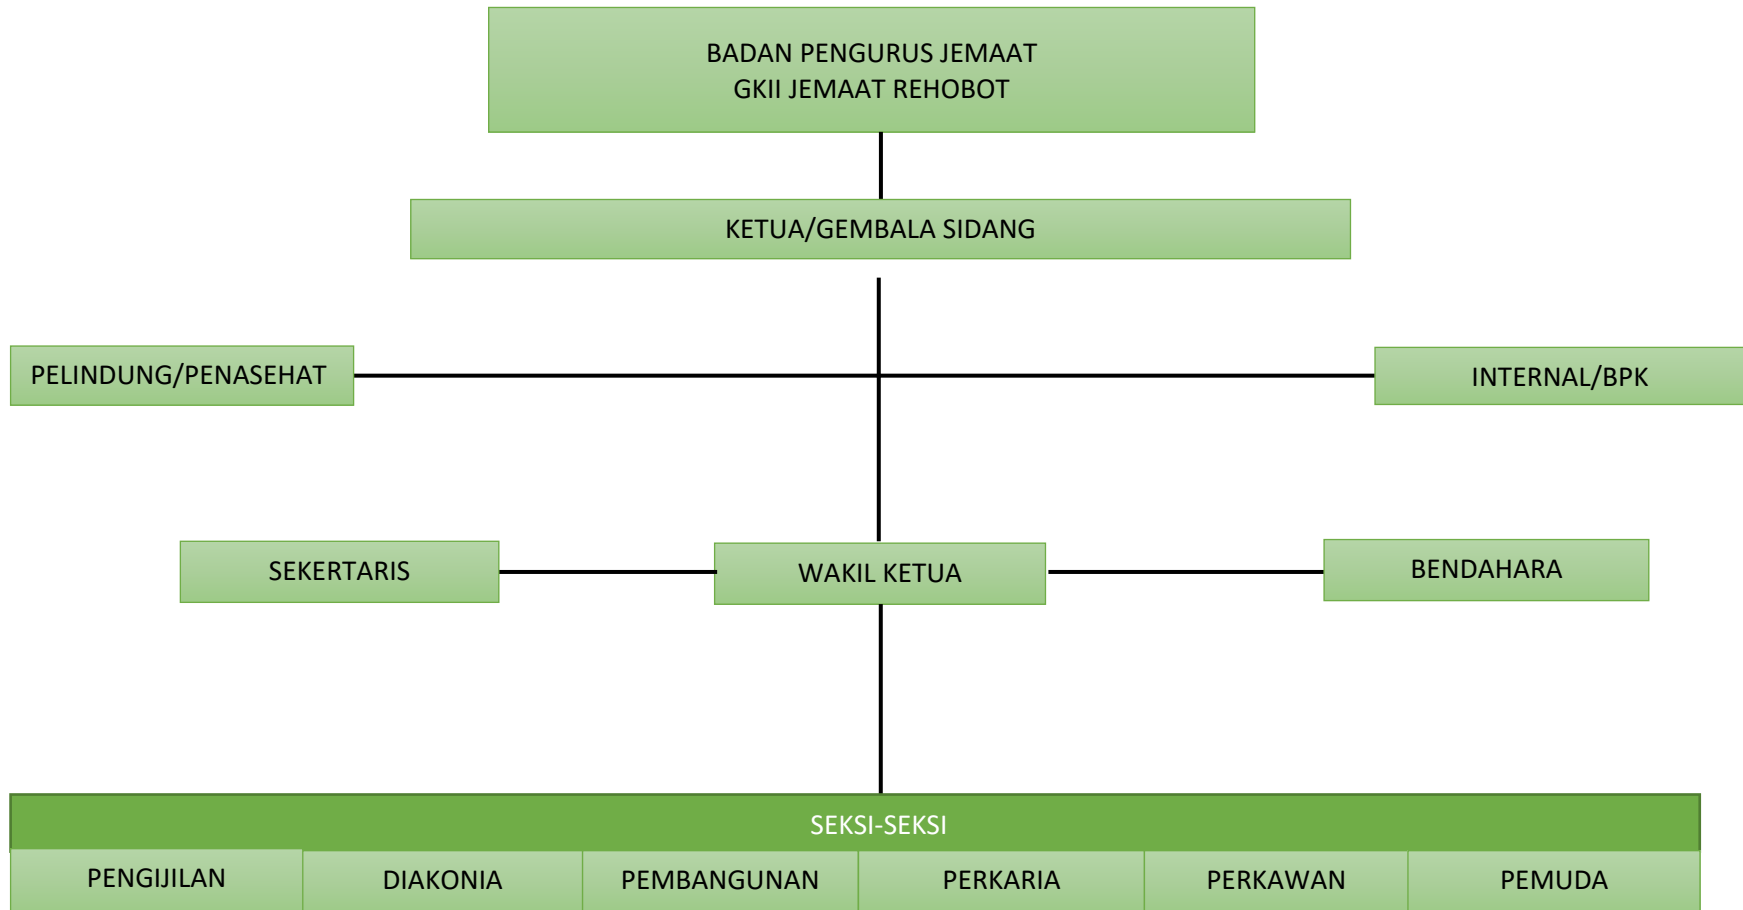 BADAN PENGURUS JEMAAT
GKII JEMAAT REHOBOT
KETUA/GEMBALA SIDANG
PELINDUNG/PENASEHAT
INTERNAL/BPK
SEKERTARIS
WAKIL KETUA
BENDAHARA
SEKSI-SEKSI
PENGIJILAN
DIAKONIA
PEMBANGUNAN
PERKARIA
PERKAWAN
PEMUDA